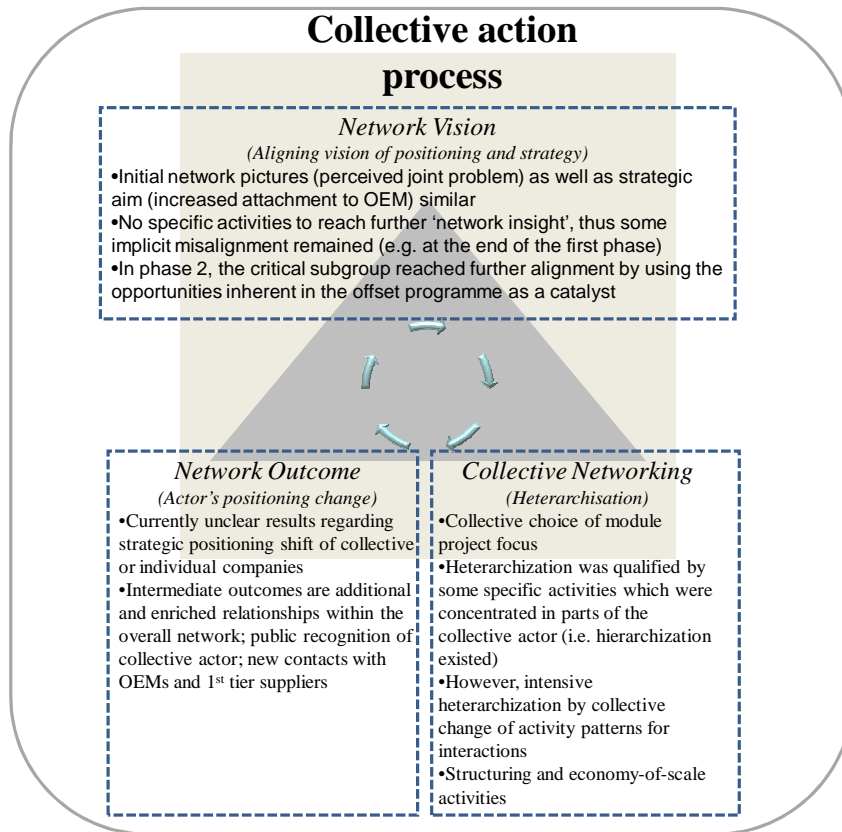 Collective action
process
Network Vision
(Aligning vision of positioning and strategy)
•Initial network pictures (perceived joint problem) as well as strategic
aim (increased attachment to OEM) similar
•No specific activities to reach further ‘network insight’, thus some
implicit misalignment remained (e.g. at the end of the first phase)
•In phase 2, the critical subgroup reached further alignment by using the
opportunities inherent in the offset programme as a catalyst
Network Outcome
(Actor’s positioning change)
•Currently unclear results regarding
strategic positioning shift of collective
or individual companies
•Intermediate outcomes are additional
and enriched relationships within the
overall network; public recognition of
collective actor; new contacts with
OEMs and 1st tier suppliers
Collective Networking
(Heterarchisation)
•Collective choice of module
project focus
•Heterarchization was qualified by
some specific activities which were
concentrated in parts of the
collective actor (i.e. hierarchization
existed)
•However, intensive
heterarchization by collective
change of activity patterns for
interactions
•Structuring and economy-of-scale
activities